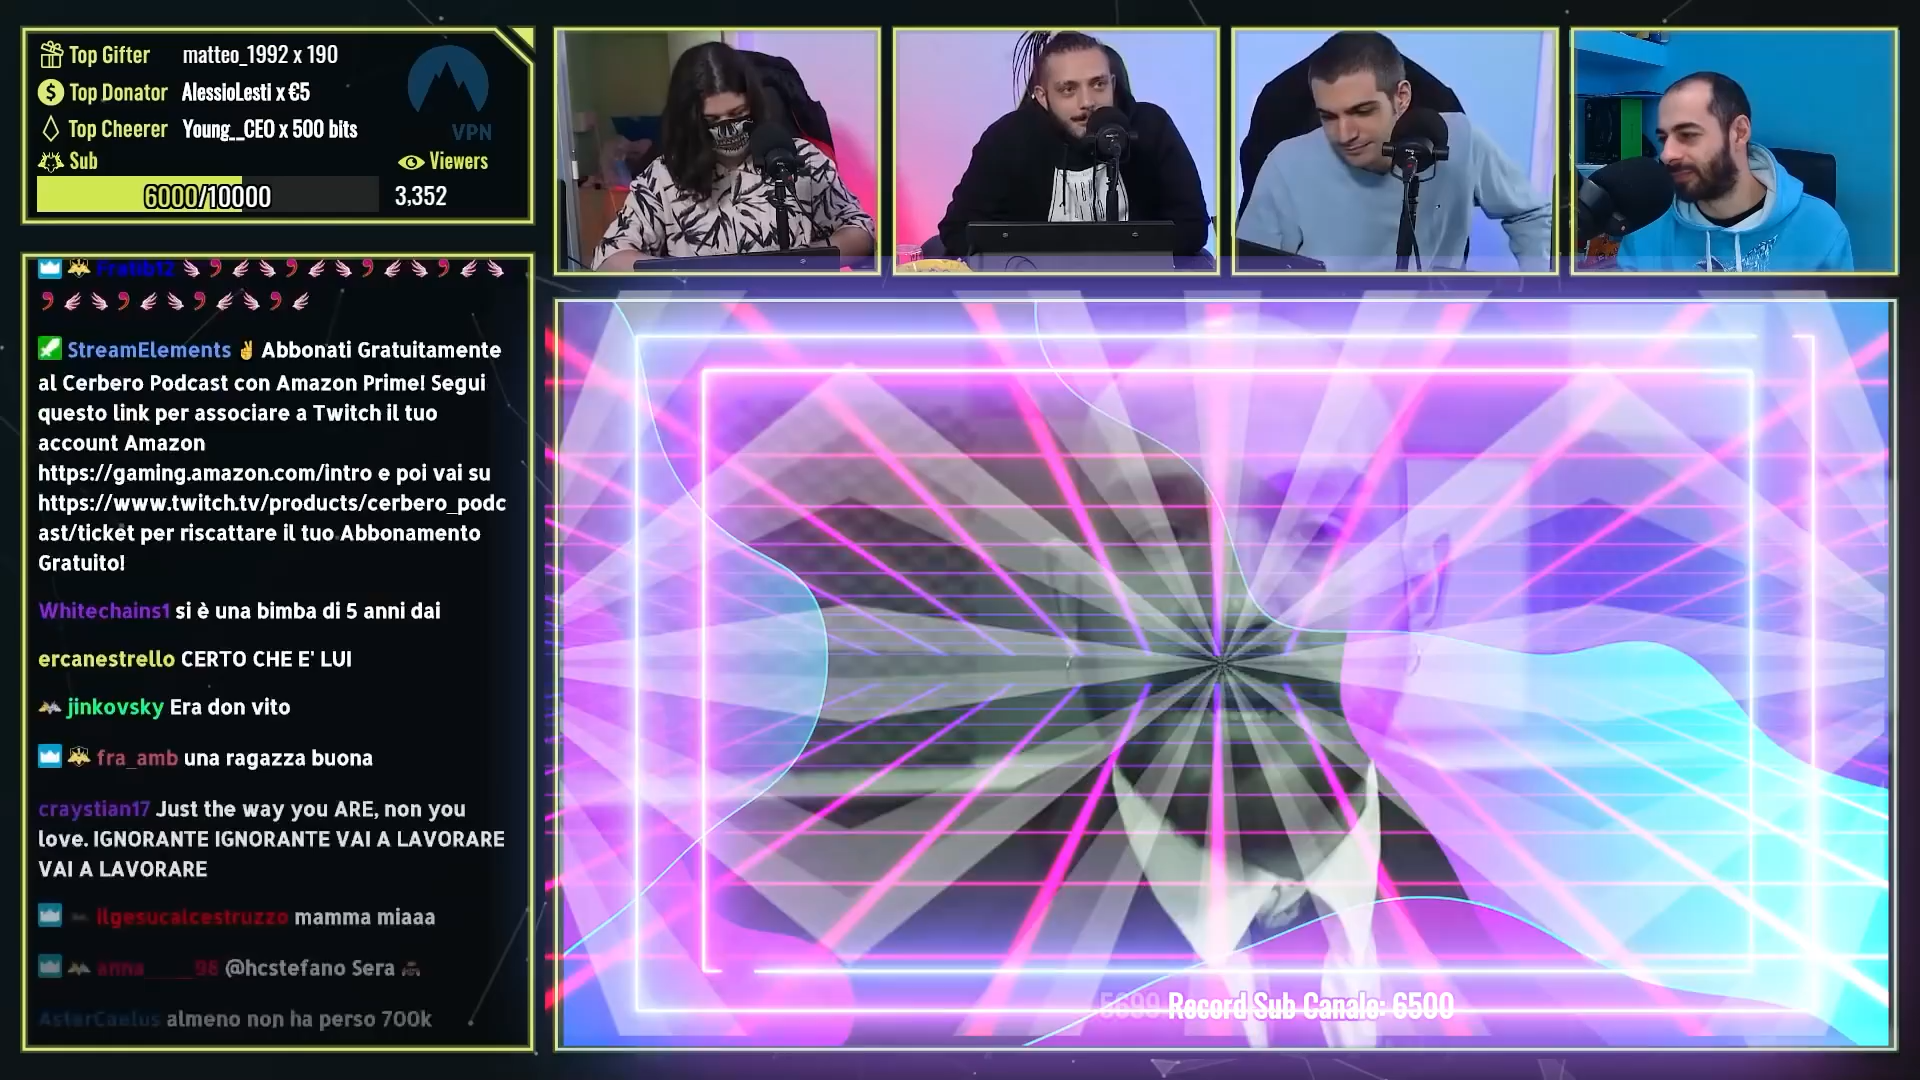 Top Gifter matteo_1992 x 190
Top Donator AlessioLesti x €5
Top Cheerer Young__CEO x 500 bits
VPN
Sub
Viewers
6000/10000
3,352
Fratib12
StreamElements ✌ Abbonati Gratuitamente
al Cerbero Podcast con Amazon Prime! Segui
questo link per associare a Twitch il tuo
account Amazon
https://gaming.amazon.com/intro e poi vai su
https://www.twitch.tv/products/cerbero_podc
ast/ticket per riscattare il tuo Abbonamento
Gratuito!
Whitechains1 si è una bimba di 5 anni dai
ercanestrello CERTO CHE E' LUI
jinkovsky Era don vito
fra_amb una ragazza buona
craystian17 Just the way you ARE, non you
love. IGNORANTE IGNORANTE VAI A LAVORARE
VAI A LAVORARE
ilgesucalcestruzzo mamma miaaa
@hcstefano Sera
AsterCaelus almeno non ha perso 700k
5699 Record Sub Canale: 6500